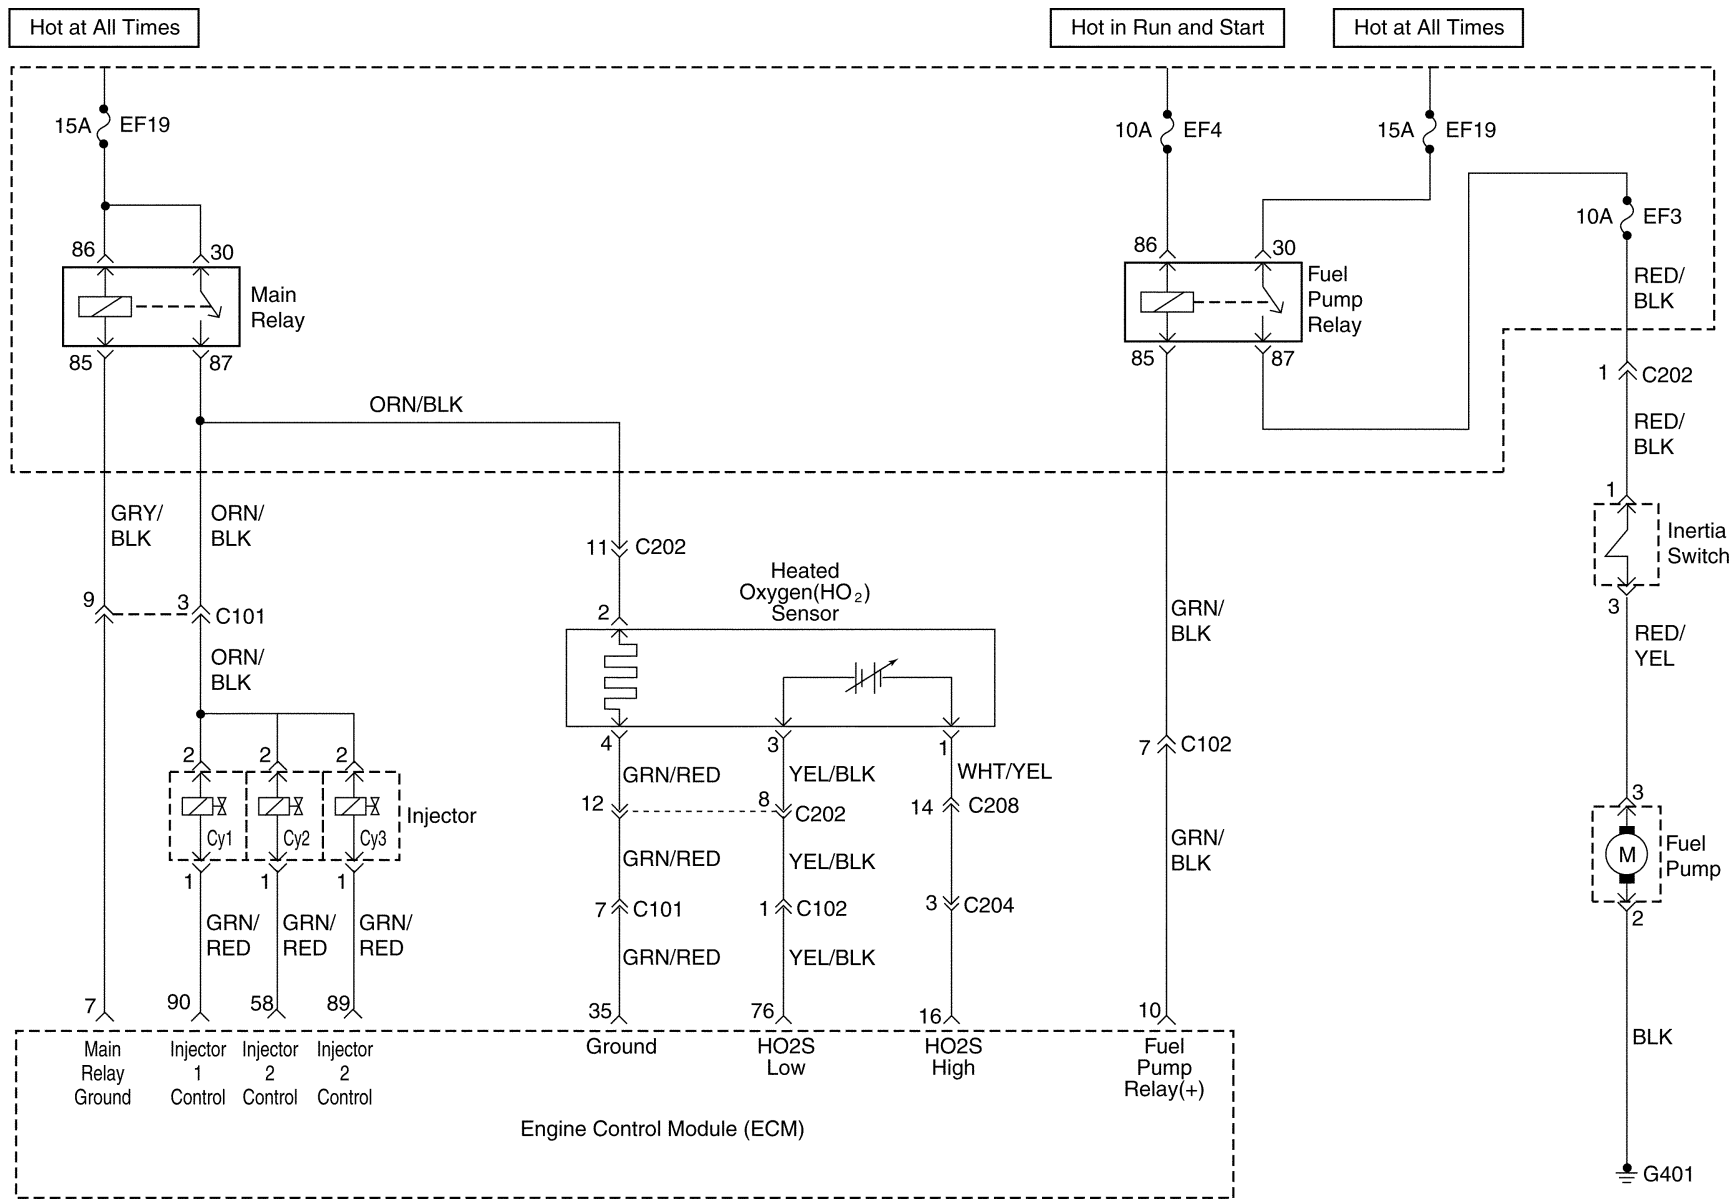 Hot at All Times
Hot in Run and Start
Hot at All Times
15A EF19
10A EF4
15A EF19
10A EF3
RED/
BLK
86 30
Main
Relay
85 87
86 30
Fuel
Pump
Relay
85 87
1 C202
ORN/BLK
RED/
BLK
GRY/
BLK
ORN/
BLK
11 C202
1
Inertia
Switch
3
Heated
Oxygen(HO2)
Sensor
2
9 3 C101
GRN/
BLK
RED/
YEL
ORN/
BLK
4 3 1
7 C102
2 2 2
GRN/RED
YEL/BLK
WHT/YEL
12 8 C202
14 C208
3
Cy1 Cy2 Cy3
Injector
M
Fuel
Pump
2
1 1 1
GRN/RED
YEL/BLK
GRN/
BLK
7 C101
1 C102
3 C204
GRN/
RED
GRN/
RED
GRN/
RED
GRN/RED
YEL/BLK
7 90 58 89 35 76 16 10
BLK
Main
Relay
Ground
Injector
1
Control
Injector
2
Control
Injector
2
Control
Ground
HO2S
Low
HO2S
High
Fuel
Pump
Relay(+)
Engine Control Module (ECM)
G401